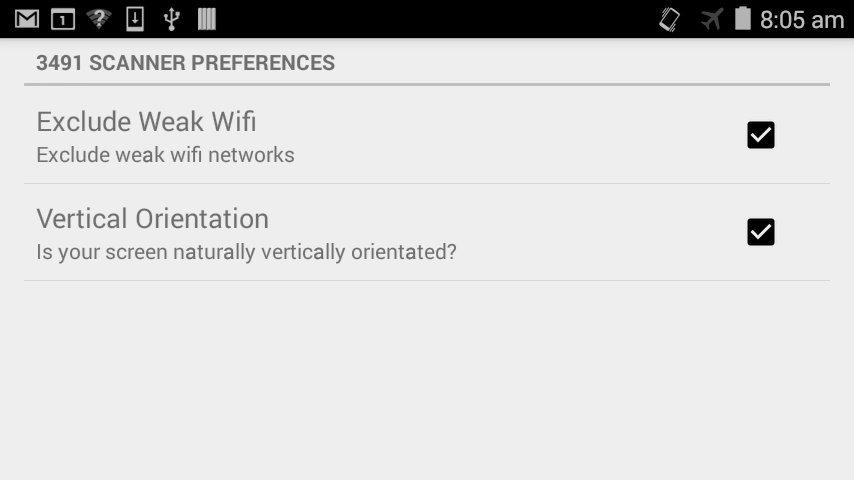 1
?
8:05 am
3491 SCANNER PREFERENCES
Exclude Weak Wifi
Exclude weak wifi networks
Vertical Orientation
Is your screen naturally vertically orientated?